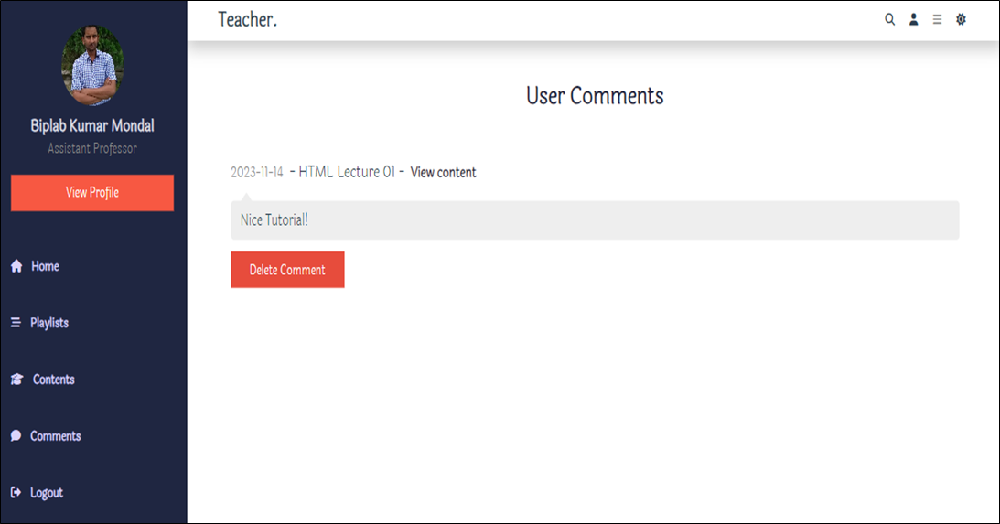 Biplab Kumar Mondal
Assistant Professor
View Profile
Home
Playlists
Contents
Comments
Logout
Teacher.
User Comments
2023-11-14 - HTML Lecture 01 - View content
Nice Tutorial!
Delete Comment